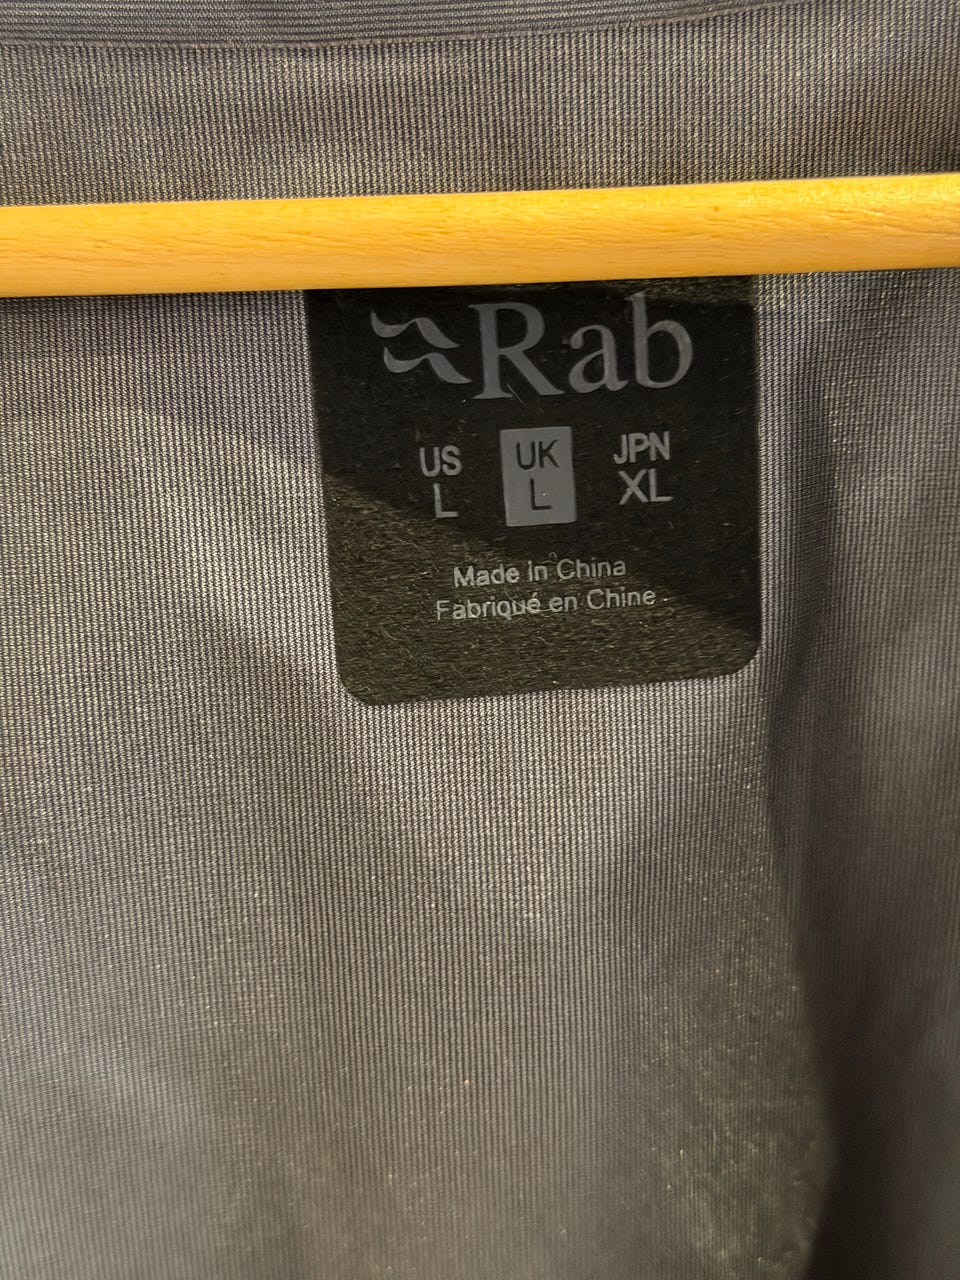 Rab
US UK JPN
L L XL
Made in China
Fabriqué en Chine